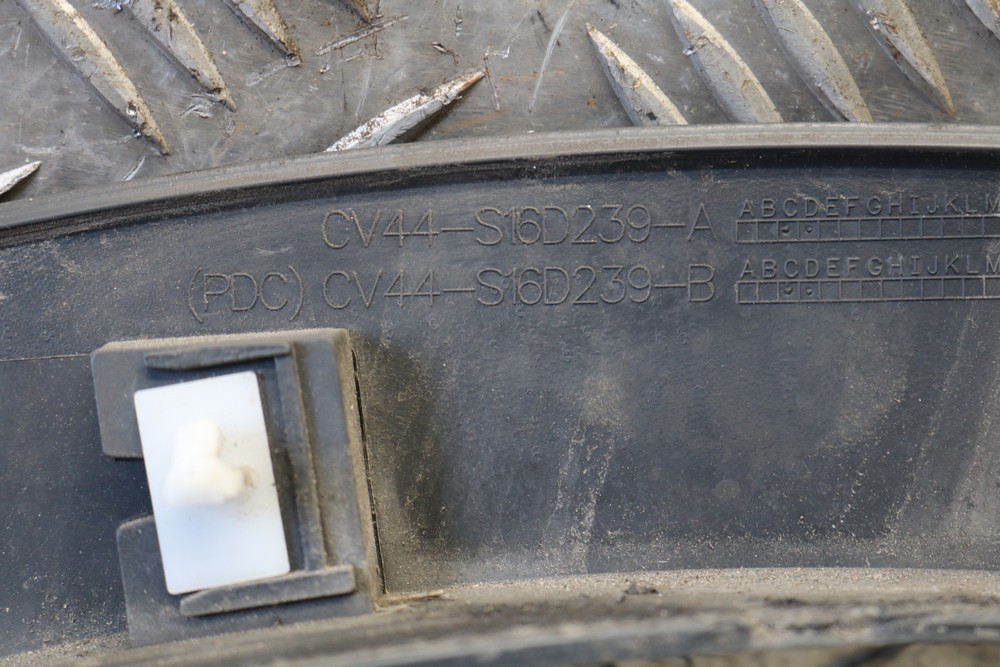 CV44-S16D239-A ABCDEFGHIJKLM
(PDC) CV44-S16D239-B ABCDEFGHIJKLM